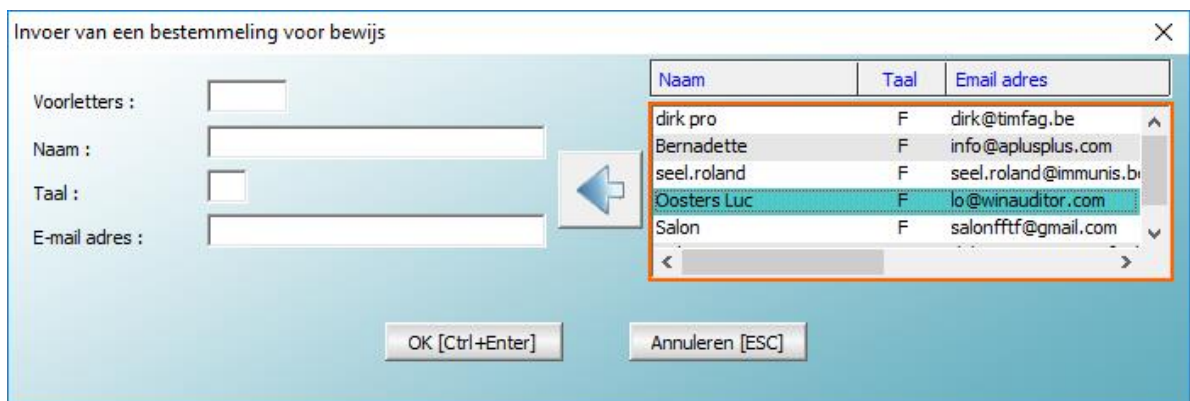 Invoer van een bestemmeling voor bewijs
Voorletters :
Naam :
Taal :
E-mail adres :
Naam Taal Email adres
dirk pro F dirk@timfag.be
Bernadette F info@aplusplus.com
seel.roland F seel.roland@immunis.b
Oosters Luc F lo@winauditor.com
Salon F salonfftf@gmail.com
OK [Ctrl+Enter] Annuleren [ESC]